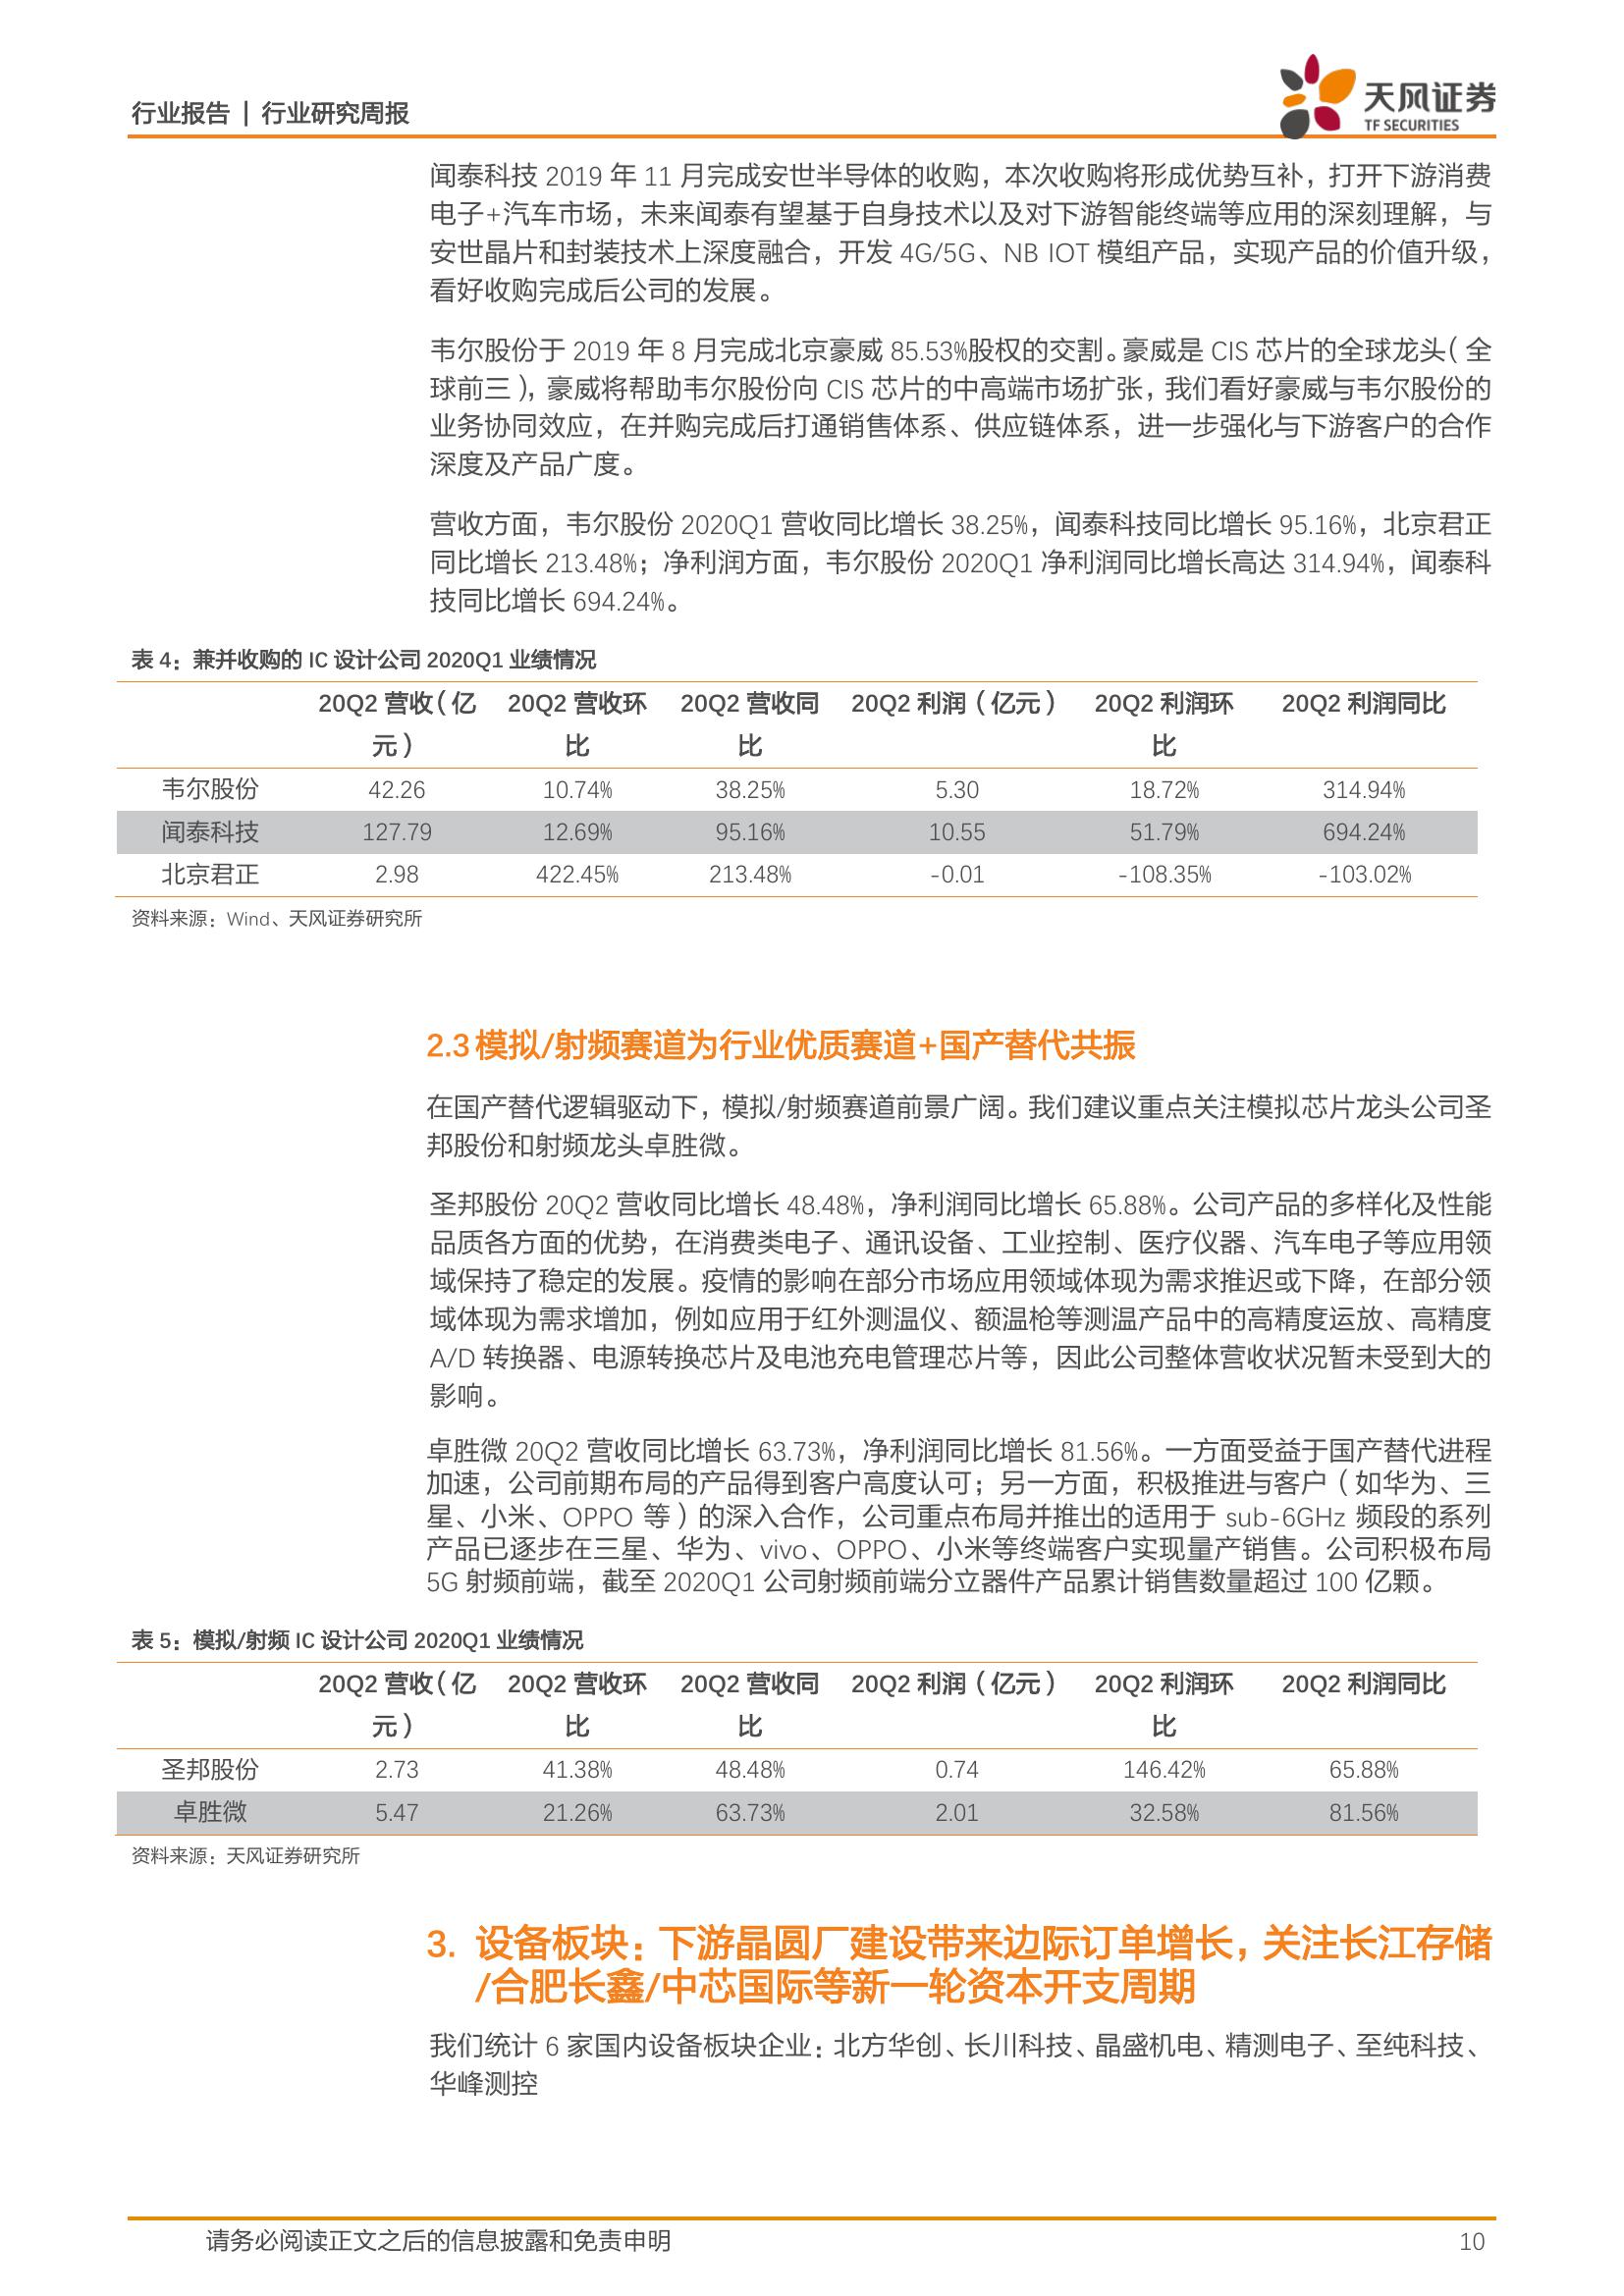 行业报告 | 行业研究周报
天风证券
TF SECURITIES
闻泰科技 2019 年 11 月完成安世半导体的收购，本次收购将形成优势互补，打开下游消费
电子+汽车市场，未来闻泰有望基于自身技术以及对下游智能终端等应用的深刻理解，与
安世晶片和封装技术上深度融合，开发 4G/5G、NB IOT 模组产品，实现产品的价值升级，
看好收购完成后公司的发展。
韦尔股份于 2019 年 8 月完成北京豪威 85.53%股权的交割。豪威是 CIS 芯片的全球龙头（全
球前三），豪威将帮助韦尔股份向 CIS 芯片的中高端市场扩张，我们看好豪威与韦尔股份的
业务协同效应，在并购完成后打通销售体系、供应链体系，进一步强化与下游客户的合作
深度及产品广度。
营收方面，韦尔股份 2020Q1 营收同比增长 38.25%，闻泰科技同比增长 95.16%，北京君正
同比增长 213.48%；净利润方面，韦尔股份 2020Q1 净利润同比增长高达 314.94%，闻泰科
技同比增长 694.24%。
表 4：兼并收购的 IC 设计公司 2020Q1 业绩情况
20Q2 营收（亿 20Q2 营收环 20Q2 营收同 20Q2 利润（亿元） 20Q2 利润环 20Q2 利润同比
元） 比 比 比
韦尔股份 42.26 10.74% 38.25% 5.30 18.72% 314.94%
闻泰科技 127.79 12.69% 95.16% 10.55 51.79% 694.24%
北京君正 2.98 422.45% 213.48% -0.01 -108.35% -103.02%
资料来源：Wind、天风证券研究所
2.3 模拟/射频赛道为行业优质赛道+国产替代共振
在国产替代逻辑驱动下，模拟/射频赛道前景广阔。我们建议重点关注模拟芯片龙头公司圣
邦股份和射频龙头卓胜微。
圣邦股份 20Q2 营收同比增长 48.48%，净利润同比增长 65.88%。公司产品的多样化及性能
品质各方面的优势，在消费类电子、通讯设备、工业控制、医疗仪器、汽车电子等应用领
域保持了稳定的发展。疫情的影响在部分市场应用领域体现为需求推迟或下降，在部分领
域体现为需求增加，例如应用于红外测温仪、额温枪等测温产品中的高精度运放、高精度
A/D 转换器、电源转换芯片及电池充电管理芯片等，因此公司整体营收状况暂未受到大的
影响。
卓胜微 20Q2 营收同比增长 63.73%，净利润同比增长 81.56%。一方面受益于国产替代进程
加速，公司前期布局的产品得到客户高度认可；另一方面，积极推进与客户（如华为、三
星、小米、OPPO 等）的深入合作，公司重点布局并推出的适用于 sub-6GHz 频段的系列
产品已逐步在三星、华为、vivo、OPPO、小米等终端客户实现量产销售。公司积极布局
5G 射频前端，截至 2020Q1 公司射频前端分立器件产品累计销售数量超过 100 亿颗。
表 5：模拟/射频 IC 设计公司 2020Q1 业绩情况
20Q2 营收（亿 20Q2 营收环 20Q2 营收同 20Q2 利润（亿元） 20Q2 利润环 20Q2 利润同比
元） 比 比 比
圣邦股份 2.73 41.38% 48.48% 0.74 146.42% 65.88%
卓胜微 5.47 21.26% 63.73% 2.01 32.58% 81.56%
资料来源：天风证券研究所
3. 设备板块：下游晶圆厂建设带来边际订单增长，关注长江存储
/合肥长鑫/中芯国际等新一轮资本开支周期
我们统计 6 家国内设备板块企业：北方华创、长川科技、晶盛机电、精测电子、至纯科技、
华峰测控
请务必阅读正文之后的信息披露和免责申明 10